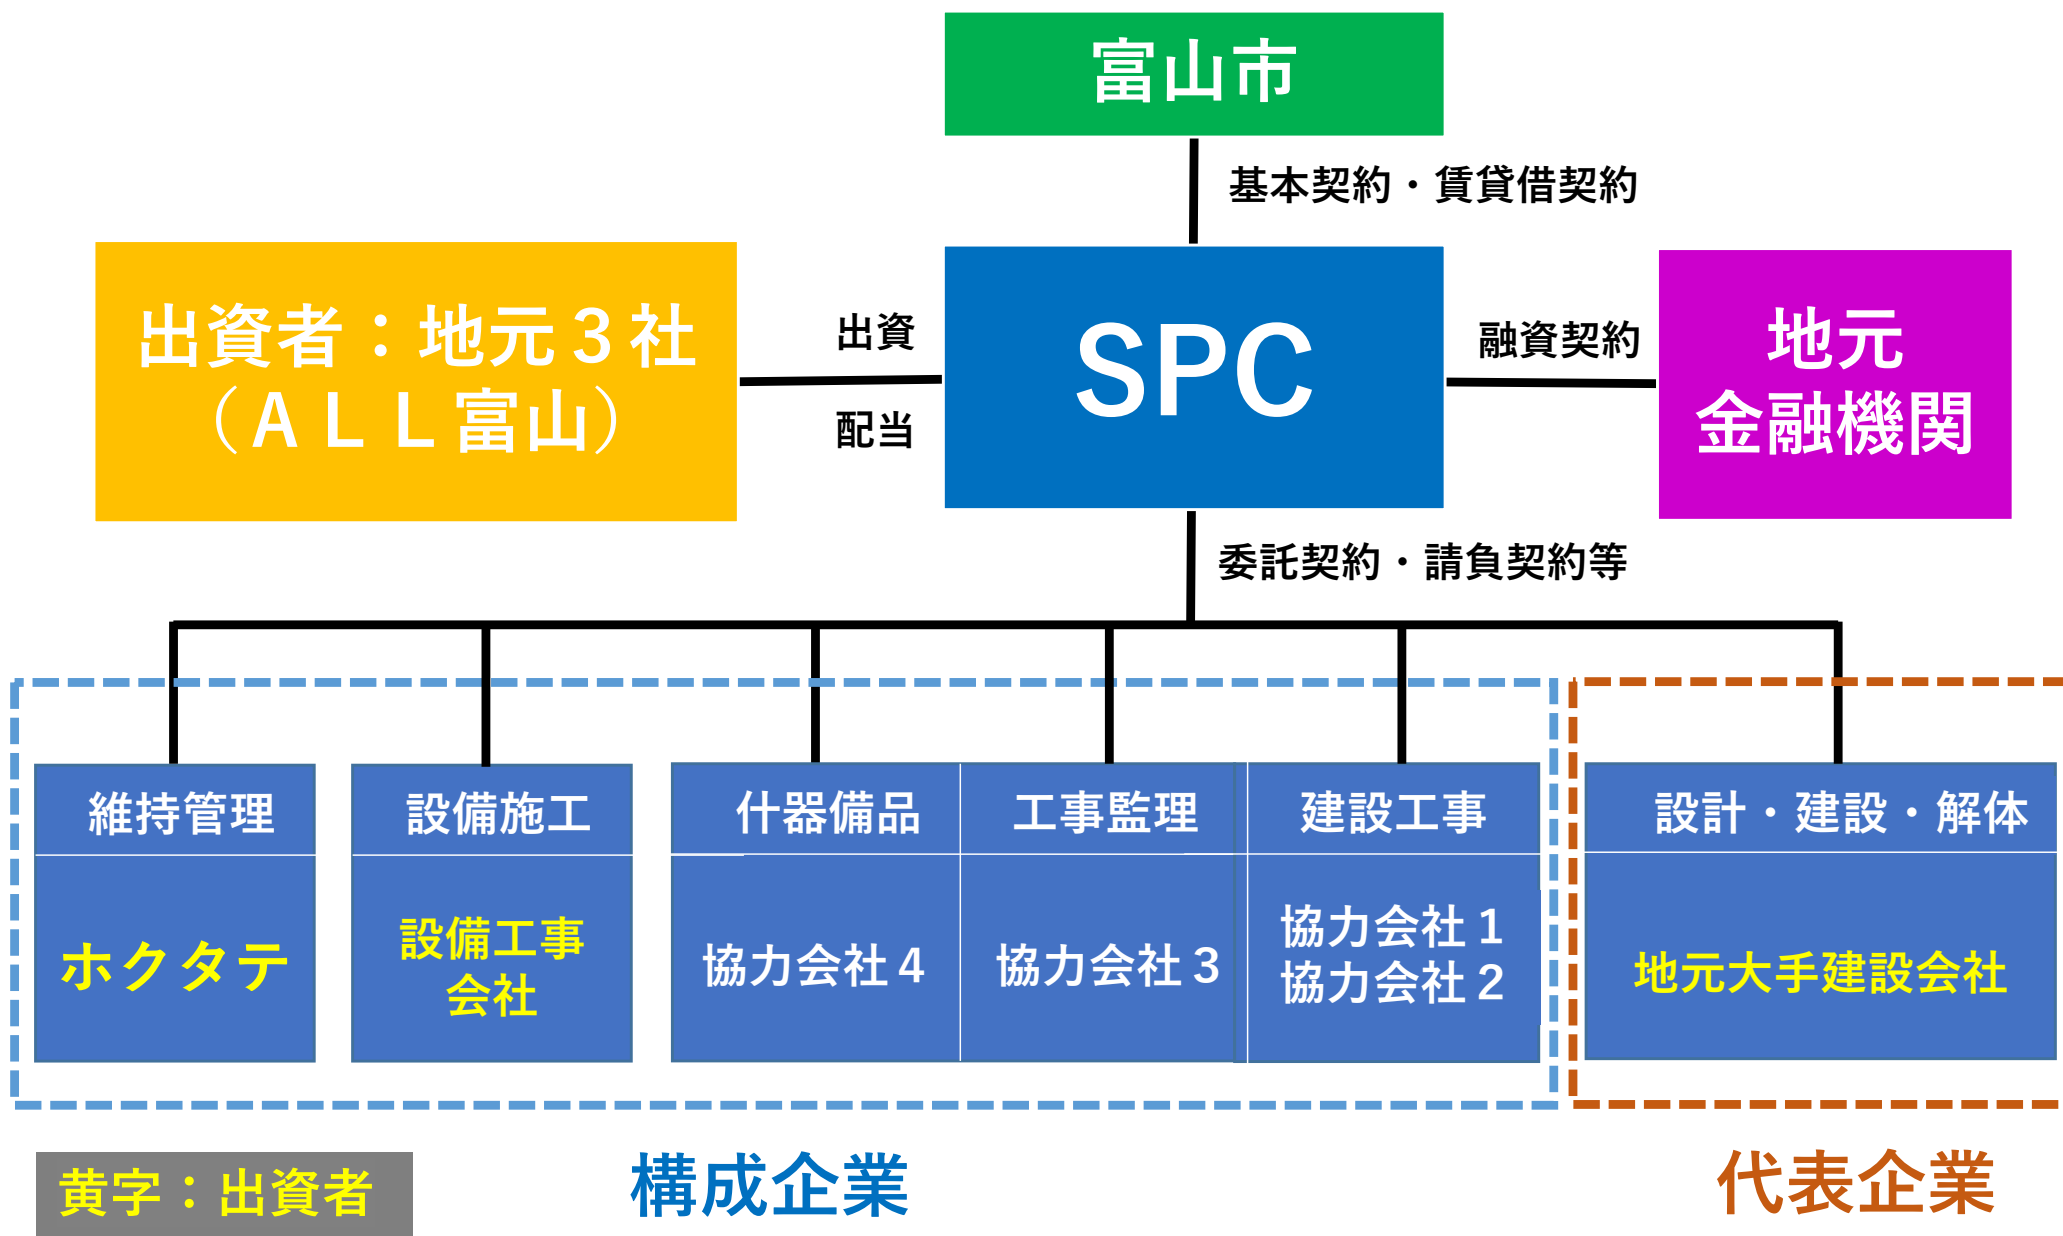 富山市
基本契約・賃貸借契約
出資者：地元３社
（ＡＬＬ富山）
出資
配当
SPC
融資契約
地元
金融機関
委託契約・請負契約等
維持管理
設備施工
什器備品
工事監理
建設工事
設計・建設・解体
ホクタテ
設備工事
会社
協力会社４
協力会社３
協力会社１
協力会社２
地元大手建設会社
黄字：出資者
構成企業
代表企業